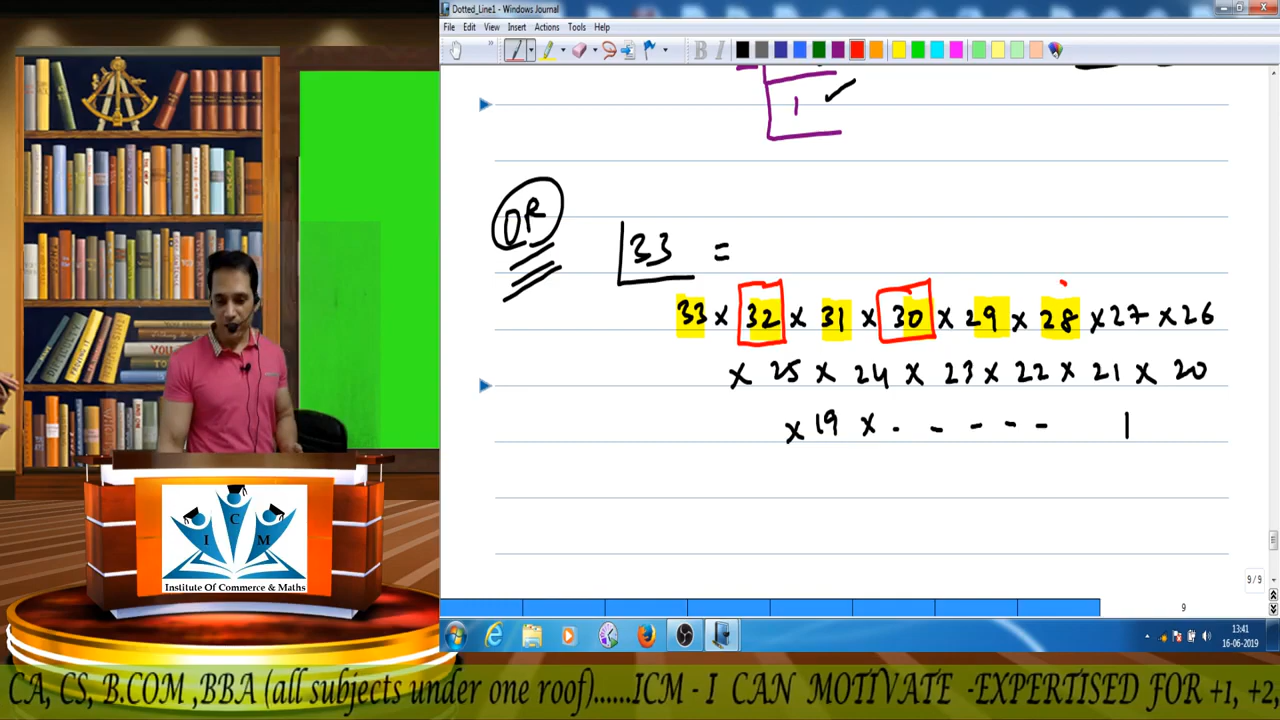 Dotted_Line1 - Windows Journal
File Edit View Insert Actions Tools Help
B I
1
OR
33 =
33 × 32 × 31 × 30 × 29 × 28 × 27 × 26
× 25 × 24 × 23 × 22 × 21 × 20
× 19 × . - - - - 1
I C M
Institute Of Commerce & Maths
9/9
9
13:41
16-06-2019
CA, CS, B.COM ,BBA (all subjects under one roof)......ICM - I CAN MOTIVATE -EXPERTISED FOR +1, +2,